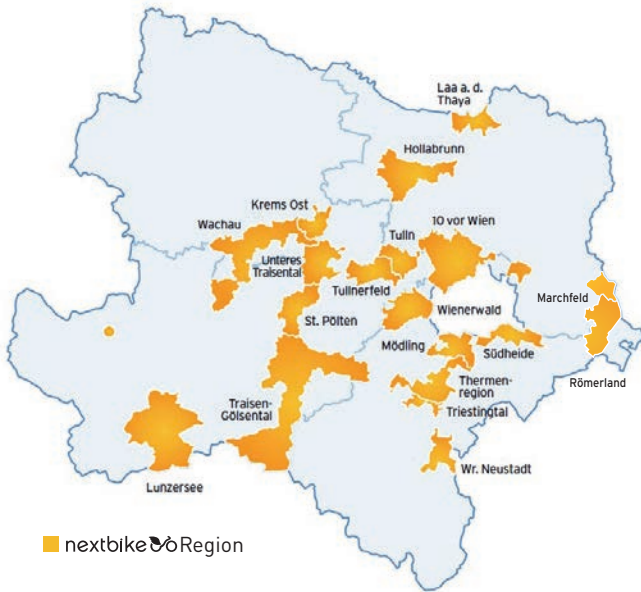 Laa a. d.
Thaya
Hollabrunn
Krems Ost
Wachau
10 vor Wien
Tulln
Unteres
Traisental
Tullnerfeld
Marchfeld
Wienerwald
St. Pölten
Mödling
Südheide
Römerland
Thermen-
region
Traisen-
Gölsental
Triestingtal
Wr. Neustadt
Lunzersee
nextbike Region